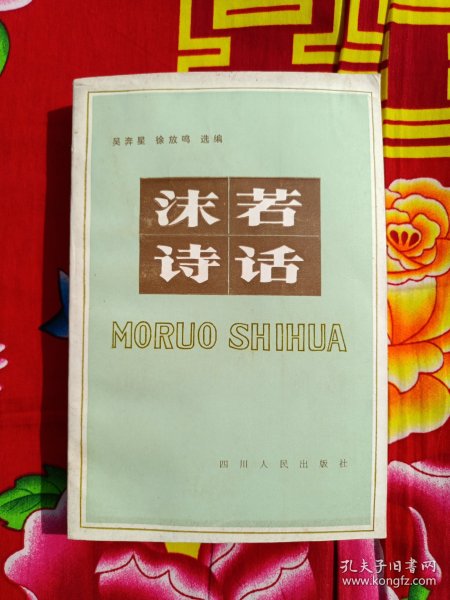 吴奔星 徐放鸣 选编
沫若
诗话
MORUO SHIHUA
四川人民出版社
孔夫子旧书网
www.kongfz.com